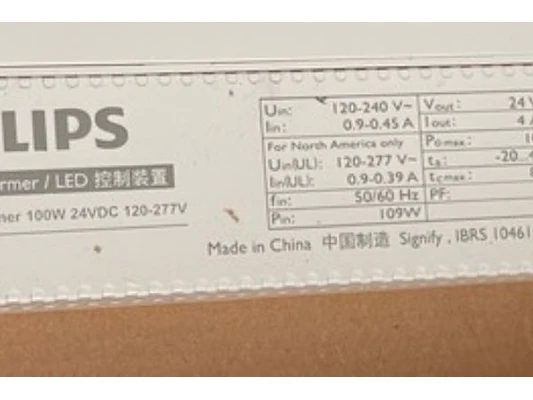 LIPS
rmer / LED 控制裝置
ner 100W 24VDC 120-277V
Uin: 120-240 V~
Iin: 0.9-0.45 A
For North America only
Uin(UL): 120-277 V~
Iin(UL): 0.9-0.39 A
fin: 50/60 Hz
Pin: 109W
Vout: 24 V
Iout: 4 A
Pomax: 1
ta: -20...4
tcmax:
PF:
Made in China 中国制造 Signify, IBRS 10461